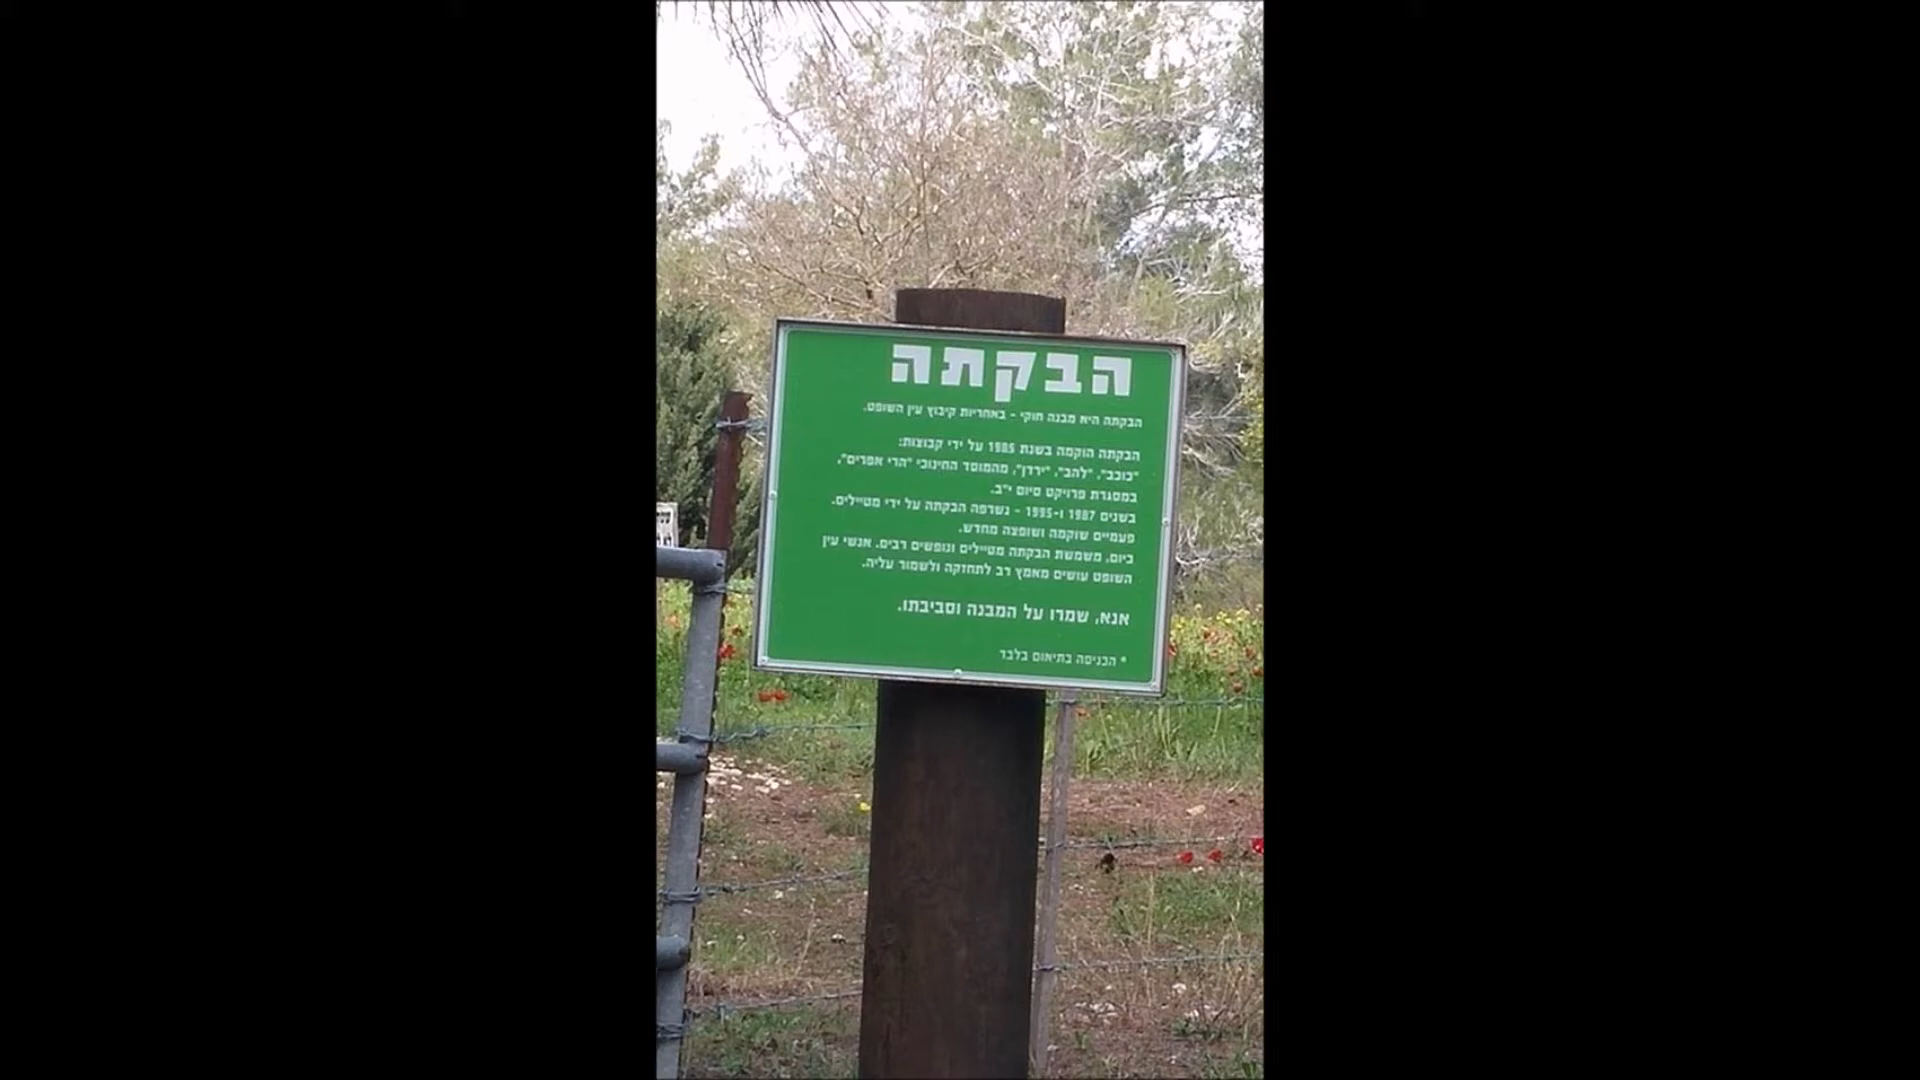 הבקתה
הבקתה היא מבנה חוקי - באחריות קיבוץ עין השופט.
הבקתה הוקמה בשנת 1985 על ידי קבוצות:
"כוכב", "להב", "ירדן", מהמוסד החינוכי "הרי אפרים",
במסגרת פרויקט סיום י"ב.
בשנים 1987 ו-1995 - נשרפה הבקתה על ידי מטיילים.
פעמיים שוקמה ושופצה מחדש.
כיום, משמשת הבקתה מטיילים ונופשים רבים. אנשי עין
השופט עושים מאמץ רב לתחזקה ולשמור עליה.
אנא, שמרו על המבנה וסביבתו.
* הכניסה בתיאום בלבד